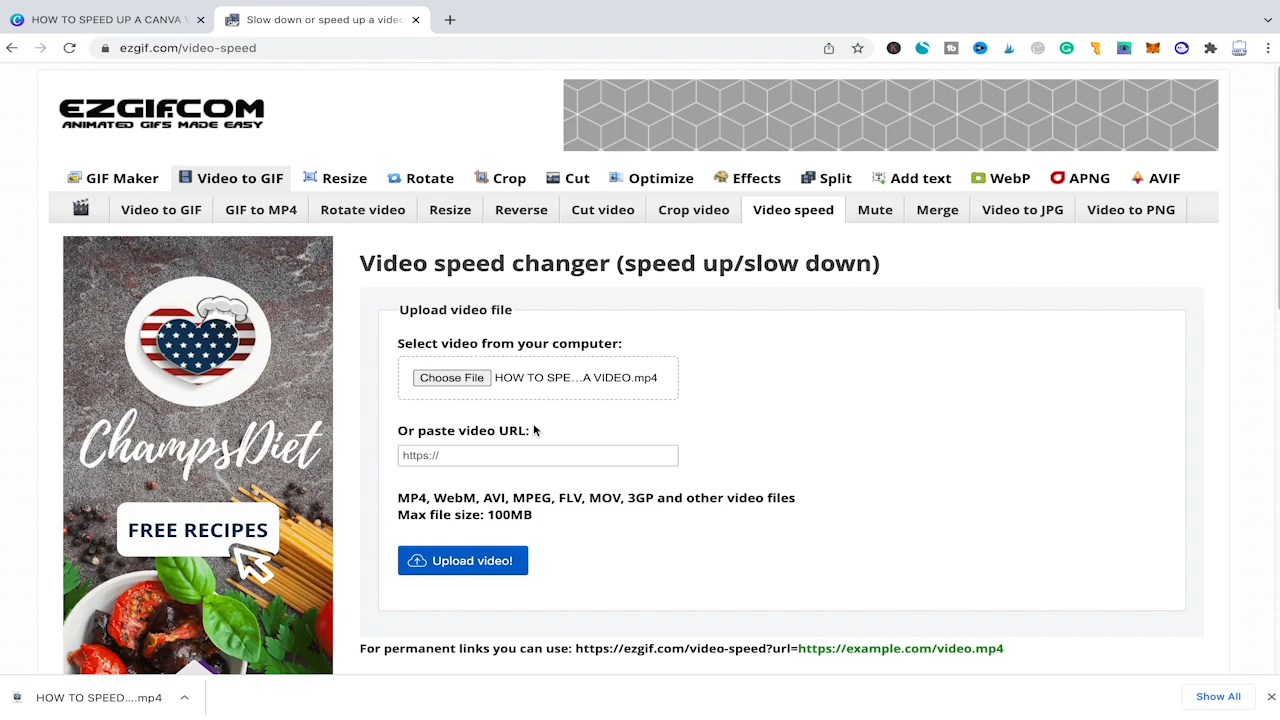 HOW TO SPEED UP A CANVA
Slow down or speed up a video
ezgif.com/video-speed
EZGIF.COM
ANIMATED GIFS MADE EASY
GIF Maker Video to GIF Resize Rotate Crop Cut Optimize Effects Split Add text WebP APNG AVIF
Video to GIF GIF to MP4 Rotate video Resize Reverse Cut video Crop video Video speed Mute Merge Video to JPG Video to PNG
Video speed changer (speed up/slow down)
Upload video file
Select video from your computer:
Choose File HOW TO SPE...A VIDEO.mp4
Or paste video URL:
https://
MP4, WebM, AVI, MPEG, FLV, MOV, 3GP and other video files
Max file size: 100MB
Upload video!
For permanent links you can use: https://ezgif.com/video-speed?url=https://example.com/video.mp4
ChampsDiet
FREE RECIPES
HOW TO SPEED....mp4
Show All